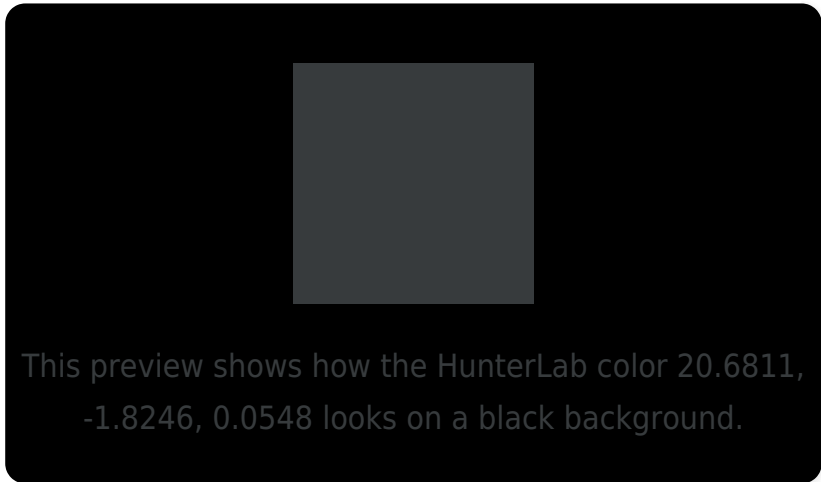 This preview shows how the HunterLab color 20.6811,
-1.8246, 0.0548 looks on a black background.